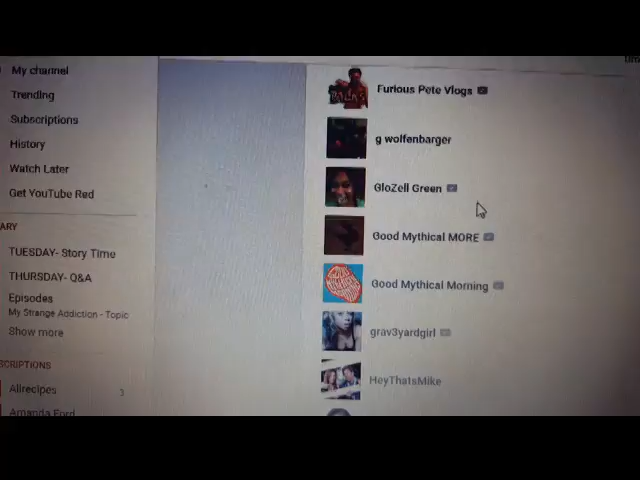 My channel
Trending
Subscriptions
History
Watch Later
Get YouTube Red
ARY
TUESDAY- Story Time
THURSDAY- Q&A
Episodes
My Strange Addiction - Topic
Show more
SCRIPTIONS
Allrecipes 3
Amanda Ford
Furious Pete Vlogs
g wolfenbarger
GloZell Green
Good Mythical MORE
Good Mythical Morning
grav3yardgirl
HeyThatsMike